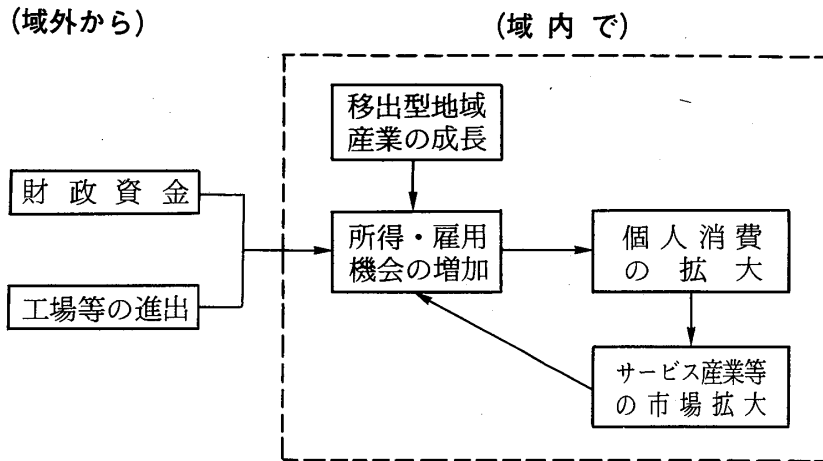 (域外から)
(域内で)
移出型地域
産業の成長
財政資金
所得・雇用
機会の増加
個人消費
の拡大
工場等の進出
サービス産業等
の市場拡大